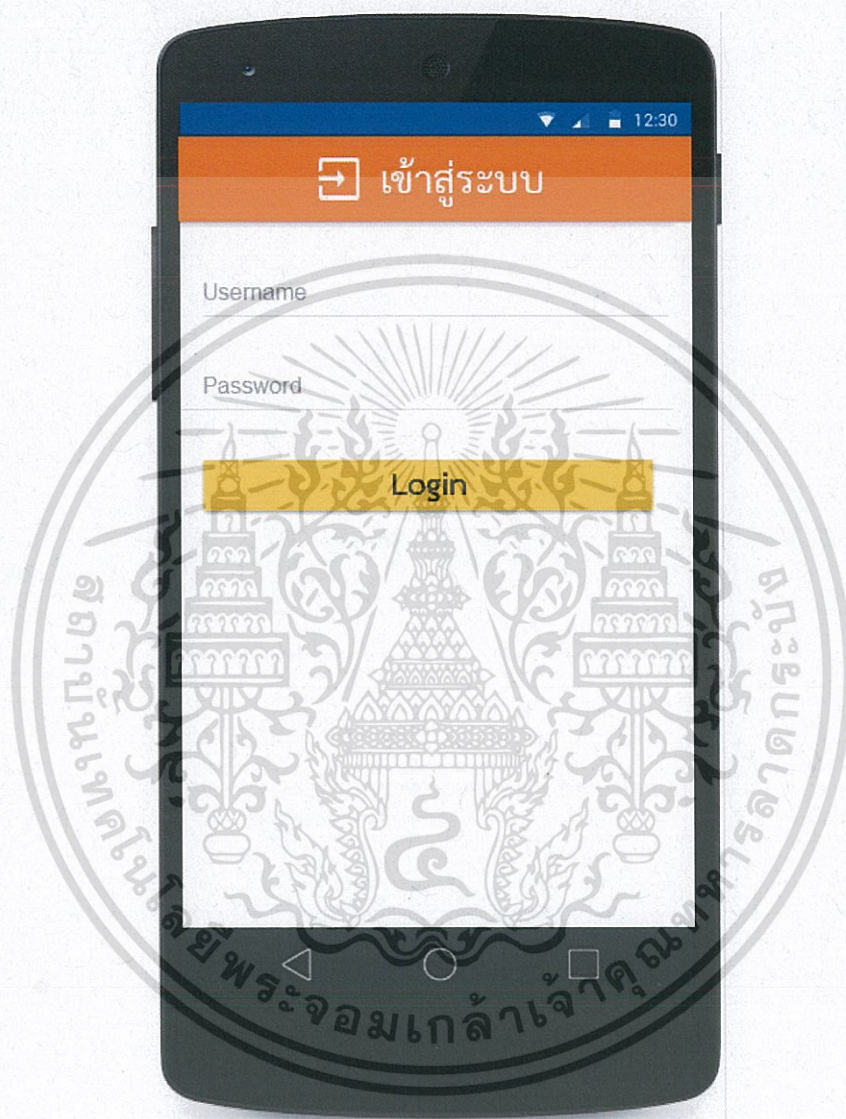 12:30
เข้าสู่ระบบ
Username
Password
Login
สถาบันเทคโนโลยีพระจอมเกล้าเจ้าคุณทหารลาดกระบัง